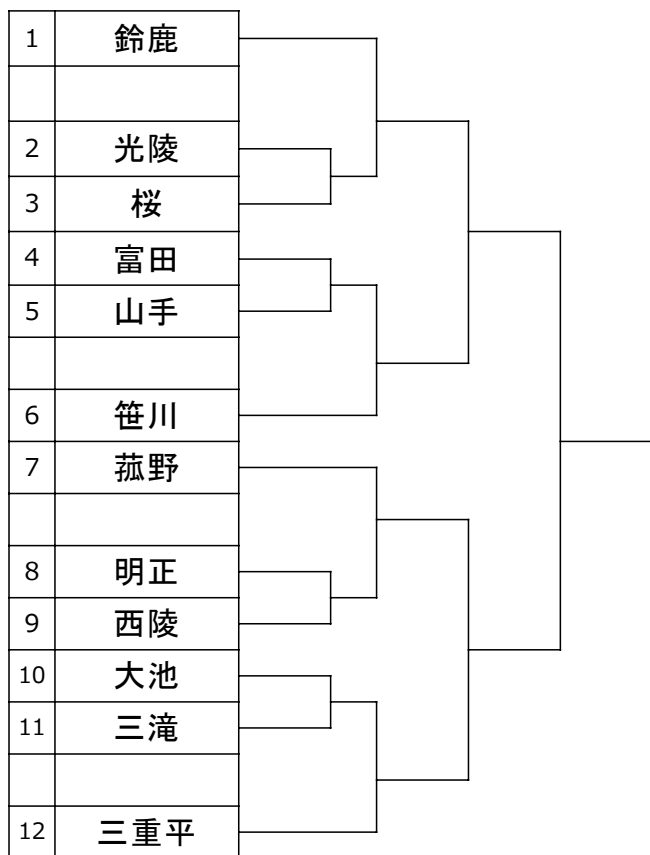 1 鈴鹿
2 光陵
3 桜
4 富田
5 山手
6 笹川
7 菰野
8 明正
9 西陵
10 大池
11 三滝
12 三重平